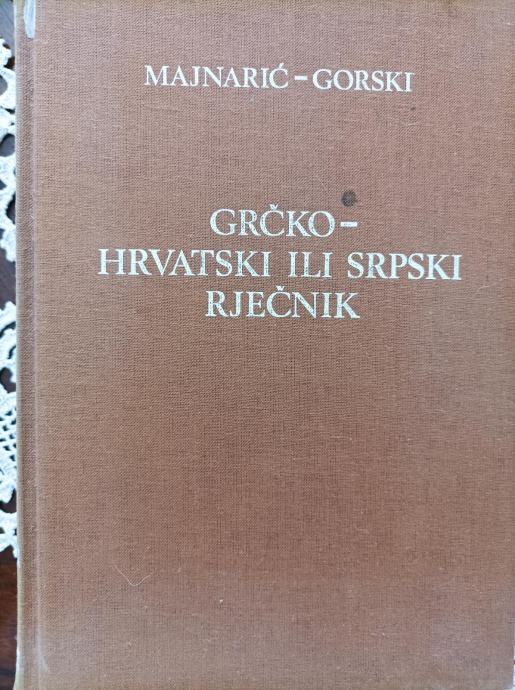 MAJNARIĆ – GORSKI
GRČKO –
HRVATSKI ILI SRPSKI
RJEČNIK